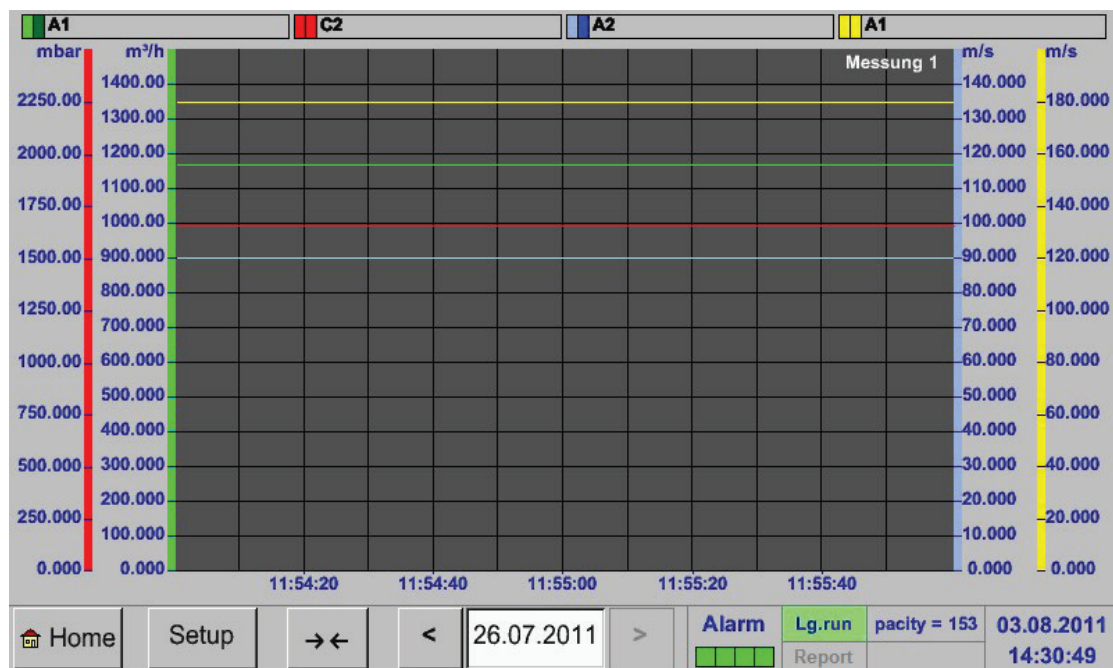 A1 C2 A2 A1
mbar m³/h Messung 1 m/s m/s
1400.00 140.000
2250.00 180.000
1300.00 130.000
2000.00 1200.00 120.000 160.000
1100.00 110.000
1750.00 140.000
1000.00 100.000
1500.00 900.000 90.000 120.000
800.000 80.000
1250.00 100.000
700.000 70.000
1000.00 600.000 60.000 80.000
500.000 50.000
750.000 60.000
400.000 40.000
500.000 300.000 30.000 40.000
200.000 20.000
250.000 20.000
100.000 10.000
0.000 0.000 0.000 0.000
11:54:20 11:54:40 11:55:00 11:55:20 11:55:40
Home Setup →← < 26.07.2011 > Alarm Lg.run pacity = 153 03.08.2011
Report 14:30:49